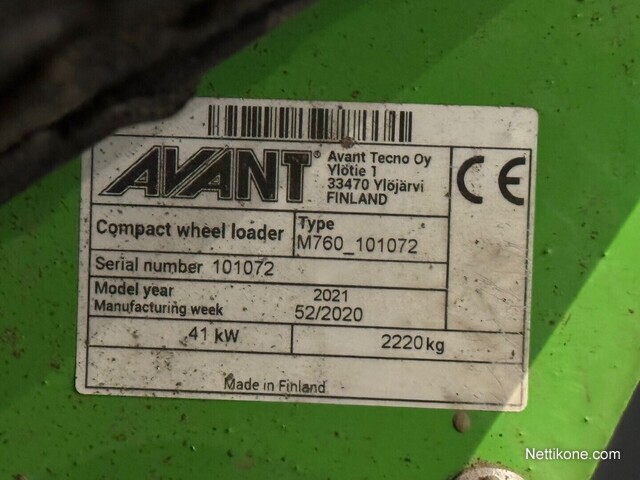 AVANT®
Avant Tecno Oy
Ylötie 1
33470 Ylöjärvi
FINLAND
CE
Compact wheel loader
Type
M760_101072
Serial number 101072
Model year 2021
Manufacturing week 52/2020
41 kW 2220 kg
Made in Finland
Nettikone.com